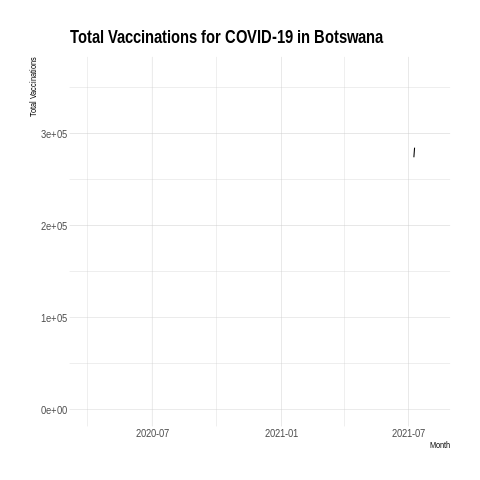 Total Vaccinations for COVID-19 in Botswana
Total Vaccinations
3e+05
2e+05
1e+05
0e+00
2020-07
2021-01
2021-07
Month